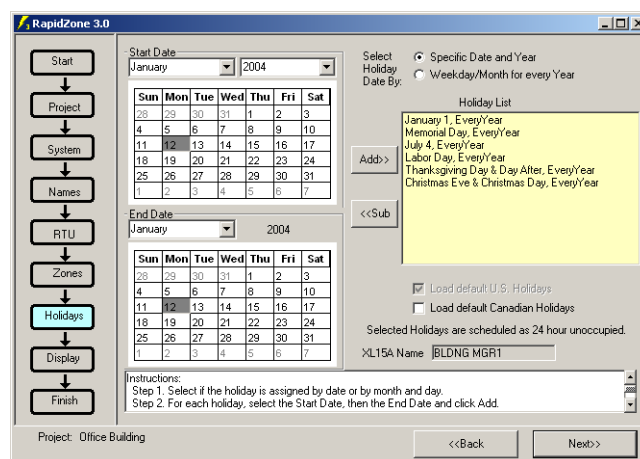 RapidZone 3.0
Start
Project
System
Names
RTU
Zones
Holidays
Display
Finish
Start Date
January 2004
Sun Mon Tue Wed Thu Fri Sat
28 29 30 31 1 2 3
4 5 6 7 8 9 10
11 12 13 14 15 16 17
18 19 20 21 22 23 24
25 26 27 28 29 30 31
1 2 3 4 5 6 7
End Date
January 2004
Sun Mon Tue Wed Thu Fri Sat
28 29 30 31 1 2 3
4 5 6 7 8 9 10
11 12 13 14 15 16 17
18 19 20 21 22 23 24
25 26 27 28 29 30 31
1 2 3 4 5 6 7
Select
Holiday
Date By:
Specific Date and Year
Weekday/Month for every Year
Holiday List
January 1, EveryYear
Memorial Day, EveryYear
July 4, EveryYear
Labor Day, EveryYear
Thanksgiving Day & Day After, EveryYear
Christmas Eve & Christmas Day, EveryYear
Add>>
<<Sub
Load default U.S. Holidays
Load default Canadian Holidays
Selected Holidays are scheduled as 24 hour unoccupied.
XL15A Name BLDNG MGR1
Instructions:
Step 1. Select if the holiday is assigned by date or by month and day.
Step 2. For each holiday, select the Start Date, then the End Date and click Add.
Project: Office Building
<<Back
Next>>